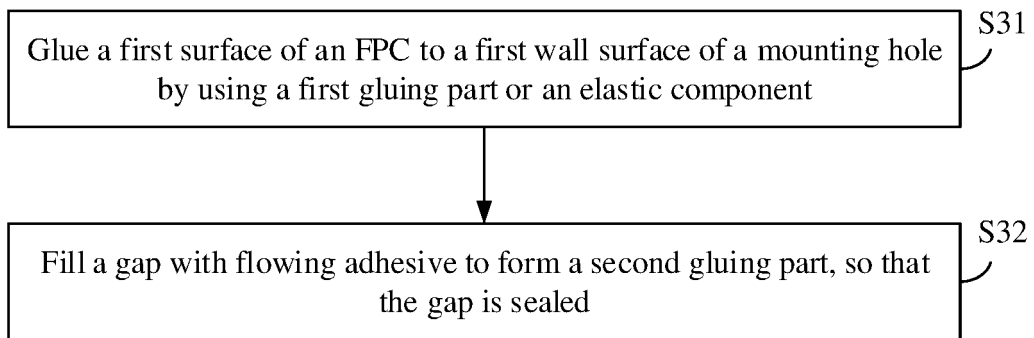 S31
Glue a first surface of an FPC to a first wall surface of a mounting hole
by using a first gluing part or an elastic component
S32
Fill a gap with flowing adhesive to form a second gluing part, so that
the gap is sealed